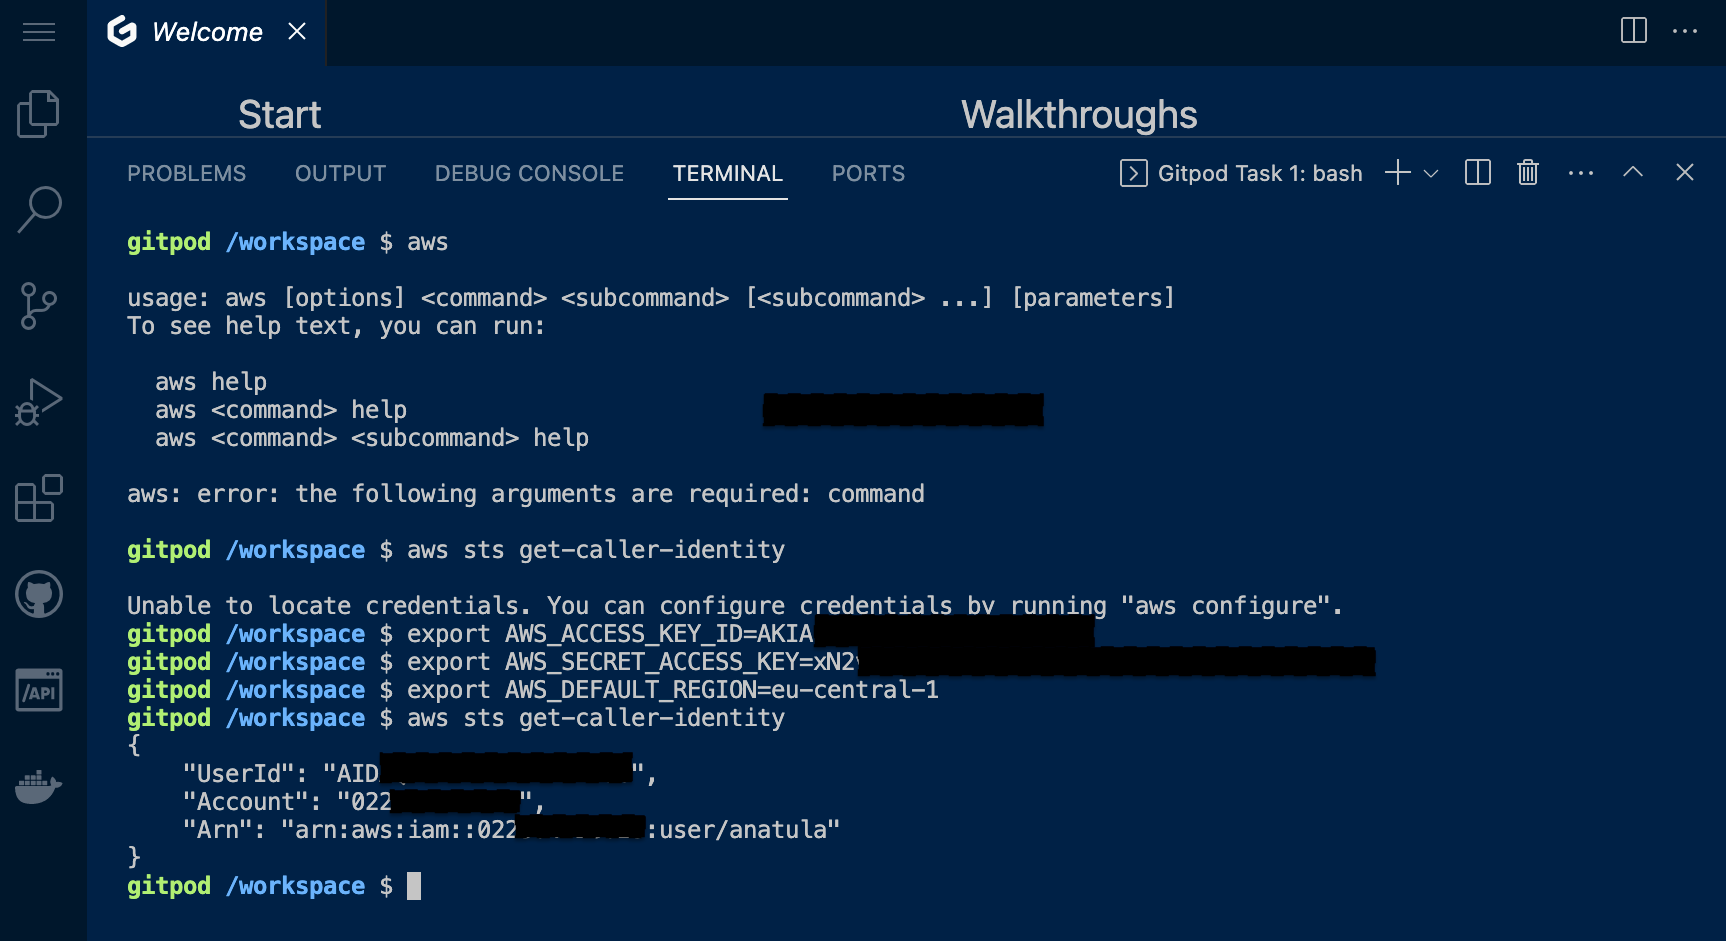 Welcome
Start
Walkthroughs
PROBLEMS OUTPUT DEBUG CONSOLE TERMINAL PORTS Gitpod Task 1: bash
gitpod /workspace $ aws
usage: aws [options] <command> <subcommand> [<subcommand> ...] [parameters]
To see help text, you can run:
aws help
aws <command> help
aws <command> <subcommand> help
aws: error: the following arguments are required: command
gitpod /workspace $ aws sts get-caller-identity
Unable to locate credentials. You can configure credentials by running "aws configure".
gitpod /workspace $ export AWS_ACCESS_KEY_ID=AKIA
gitpod /workspace $ export AWS_SECRET_ACCESS_KEY=xN2
gitpod /workspace $ export AWS_DEFAULT_REGION=eu-central-1
gitpod /workspace $ aws sts get-caller-identity
{
"UserId": "AID ",
"Account": "022 ",
"Arn": "arn:aws:iam::022 :user/anatula"
}
gitpod /workspace $
/API